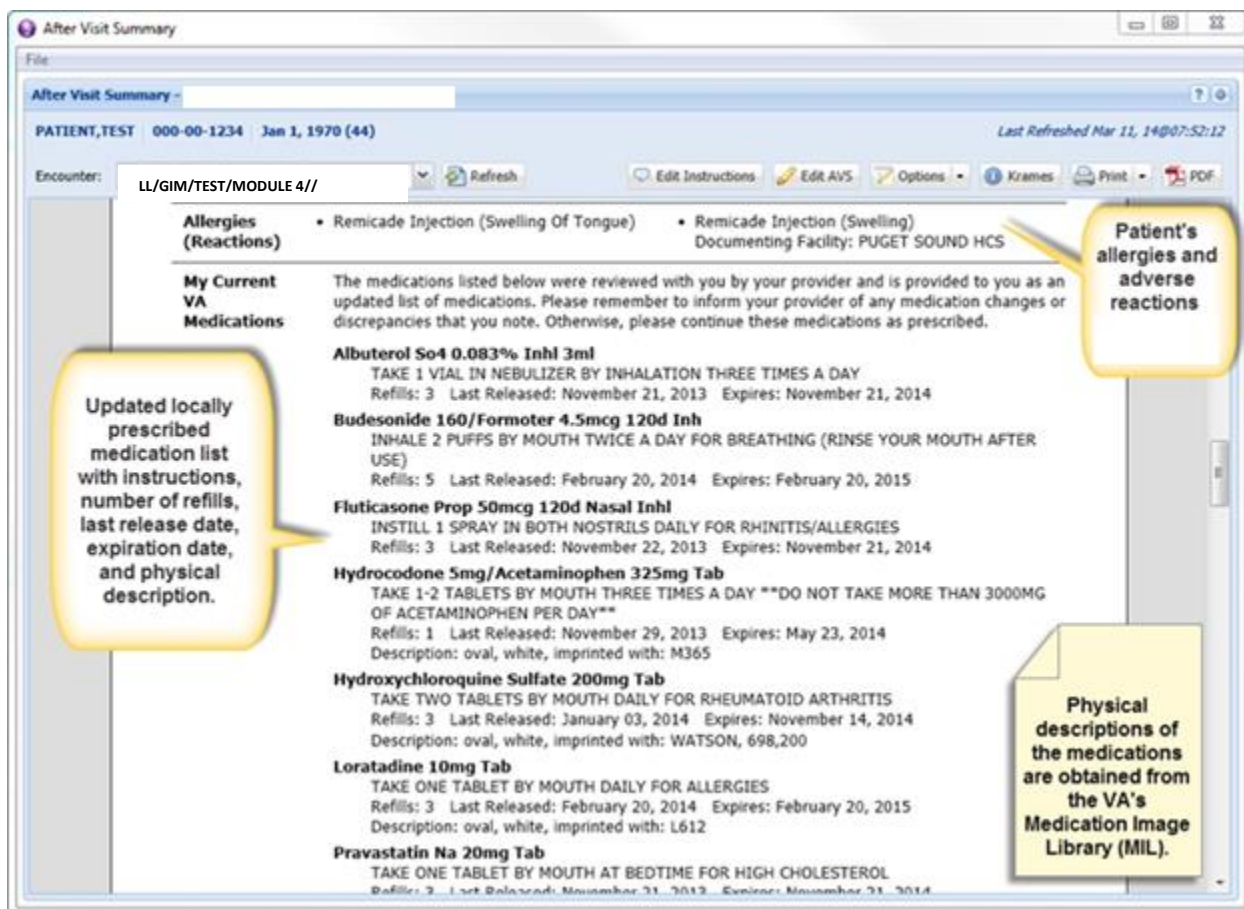 After Visit Summary
File
After Visit Summary -
PATIENT,TEST 000-00-1234 Jan 1, 1970 (44) Last Refreshed Mar 11, 14@07:52:12
Encounter: LL/GIM/TEST/MODULE 4// Refresh Edit Instructions Edit AVS Options Krames Print PDF
Allergies
(Reactions)
• Remicade Injection (Swelling Of Tongue)
• Remicade Injection (Swelling)
Documenting Facility: PUGET SOUND HCS
Patient's
allergies and
adverse
reactions
My Current
VA
Medications
The medications listed below were reviewed with you by your provider and is provided to you as an
updated list of medications. Please remember to inform your provider of any medication changes or
discrepancies that you note. Otherwise, please continue these medications as prescribed.
Albuterol So4 0.083% Inhl 3ml
TAKE 1 VIAL IN NEBULIZER BY INHALATION THREE TIMES A DAY
Refills: 3 Last Released: November 21, 2013 Expires: November 21, 2014
Budesonide 160/Formoter 4.5mcg 120d Inh
INHALE 2 PUFFS BY MOUTH TWICE A DAY FOR BREATHING (RINSE YOUR MOUTH AFTER
USE)
Refills: 5 Last Released: February 20, 2014 Expires: February 20, 2015
Fluticasone Prop 50mcg 120d Nasal Inhl
INSTILL 1 SPRAY IN BOTH NOSTRILS DAILY FOR RHINITIS/ALLERGIES
Refills: 3 Last Released: November 22, 2013 Expires: November 21, 2014
Hydrocodone 5mg/Acetaminophen 325mg Tab
TAKE 1-2 TABLETS BY MOUTH THREE TIMES A DAY **DO NOT TAKE MORE THAN 3000MG
OF ACETAMINOPHEN PER DAY**
Refills: 1 Last Released: November 29, 2013 Expires: May 23, 2014
Description: oval, white, imprinted with: M365
Hydroxychloroquine Sulfate 200mg Tab
TAKE TWO TABLETS BY MOUTH DAILY FOR RHEUMATOID ARTHRITIS
Refills: 3 Last Released: January 03, 2014 Expires: November 14, 2014
Description: oval, white, imprinted with: WATSON, 698,200
Loratadine 10mg Tab
TAKE ONE TABLET BY MOUTH DAILY FOR ALLERGIES
Refills: 3 Last Released: February 20, 2014 Expires: February 20, 2015
Description: oval, white, imprinted with: L612
Pravastatin Na 20mg Tab
TAKE ONE TABLET BY MOUTH AT BEDTIME FOR HIGH CHOLESTEROL
Refills: 3 Last Released: November 21, 2013 Expires: November 21, 2014
Updated locally
prescribed
medication list
with instructions,
number of refills,
last release date,
expiration date,
and physical
description.
Physical
descriptions of
the medications
are obtained from
the VA's
Medication Image
Library (MIL).